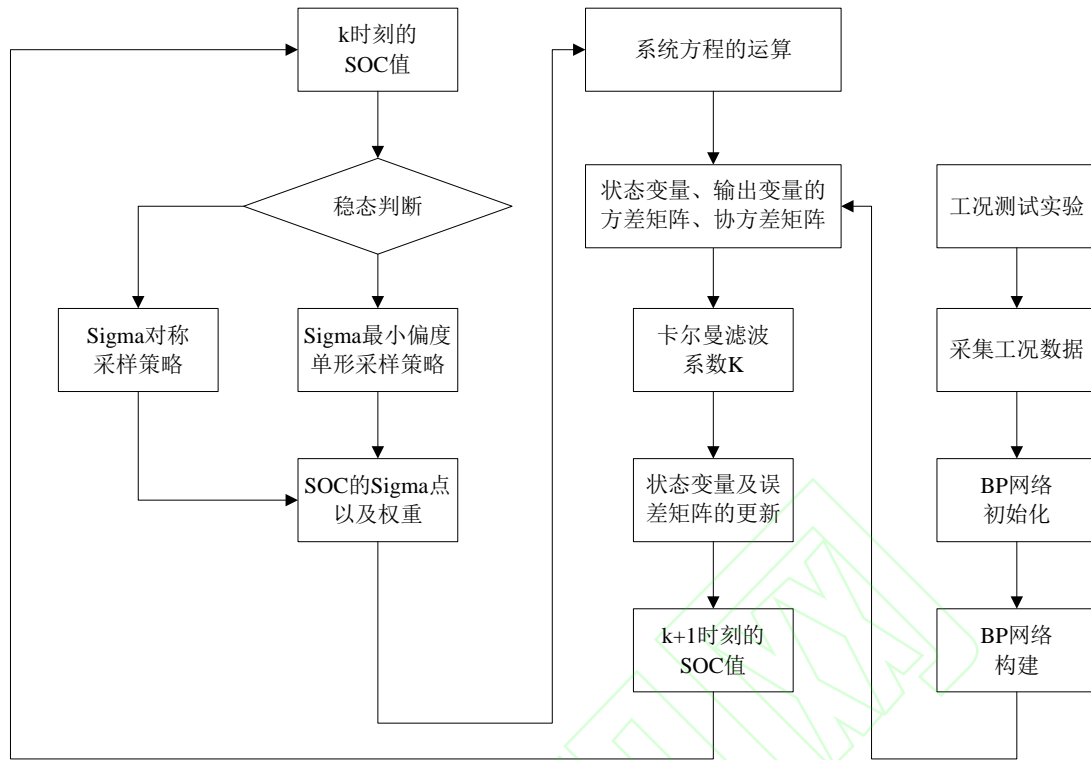 k时刻的
SOC值
稳态判断
Sigma对称
采样策略
Sigma最小偏度
单形采样策略
SOC的Sigma点
以及权重
系统方程的运算
状态变量、输出变量的
方差矩阵、协方差矩阵
卡尔曼滤波
系数K
状态变量及误
差矩阵的更新
k+1时刻的
SOC值
工况测试实验
采集工况数据
BP网络
初始化
BP网络
构建